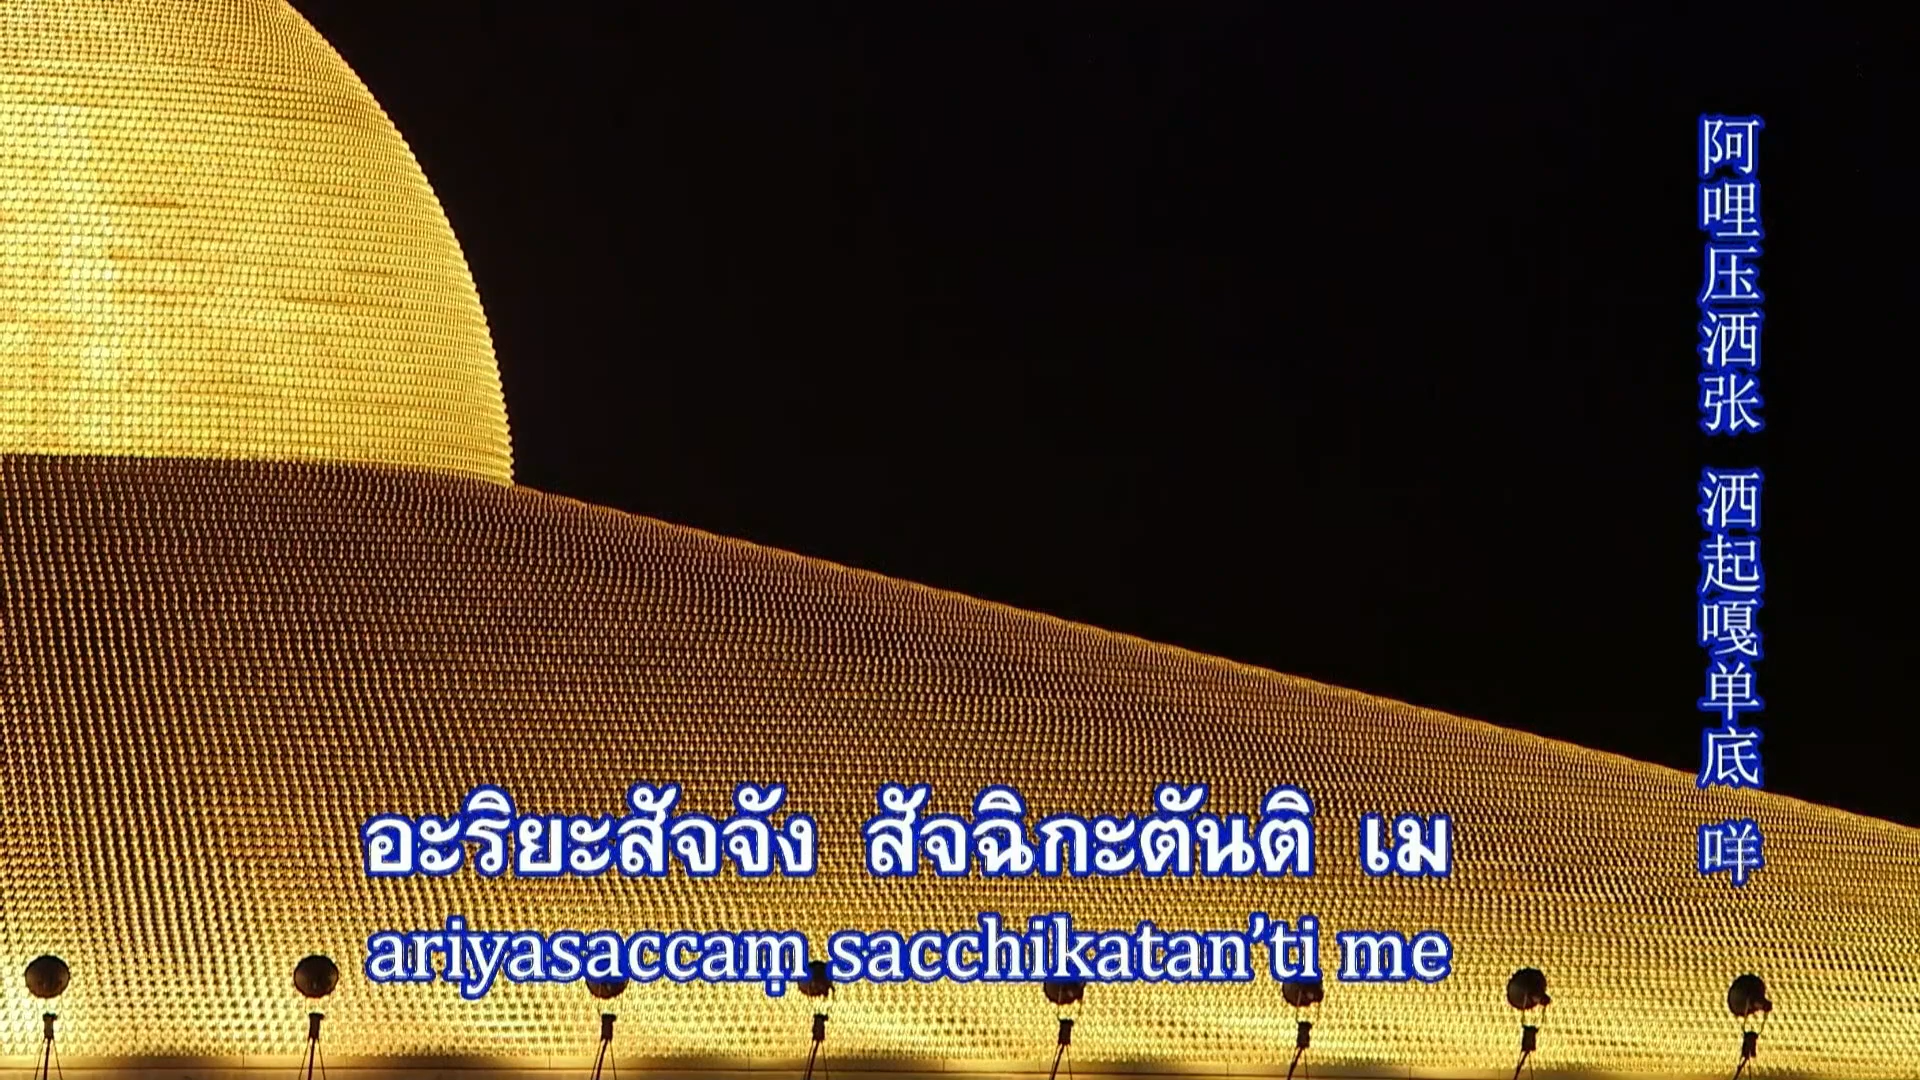 阿哩压洒张 洒起嘎单底 咩
อะริยะสัจจัง สัจฉิกะตันติ เม
ariyasaccaṃ sacchikatan’ti me